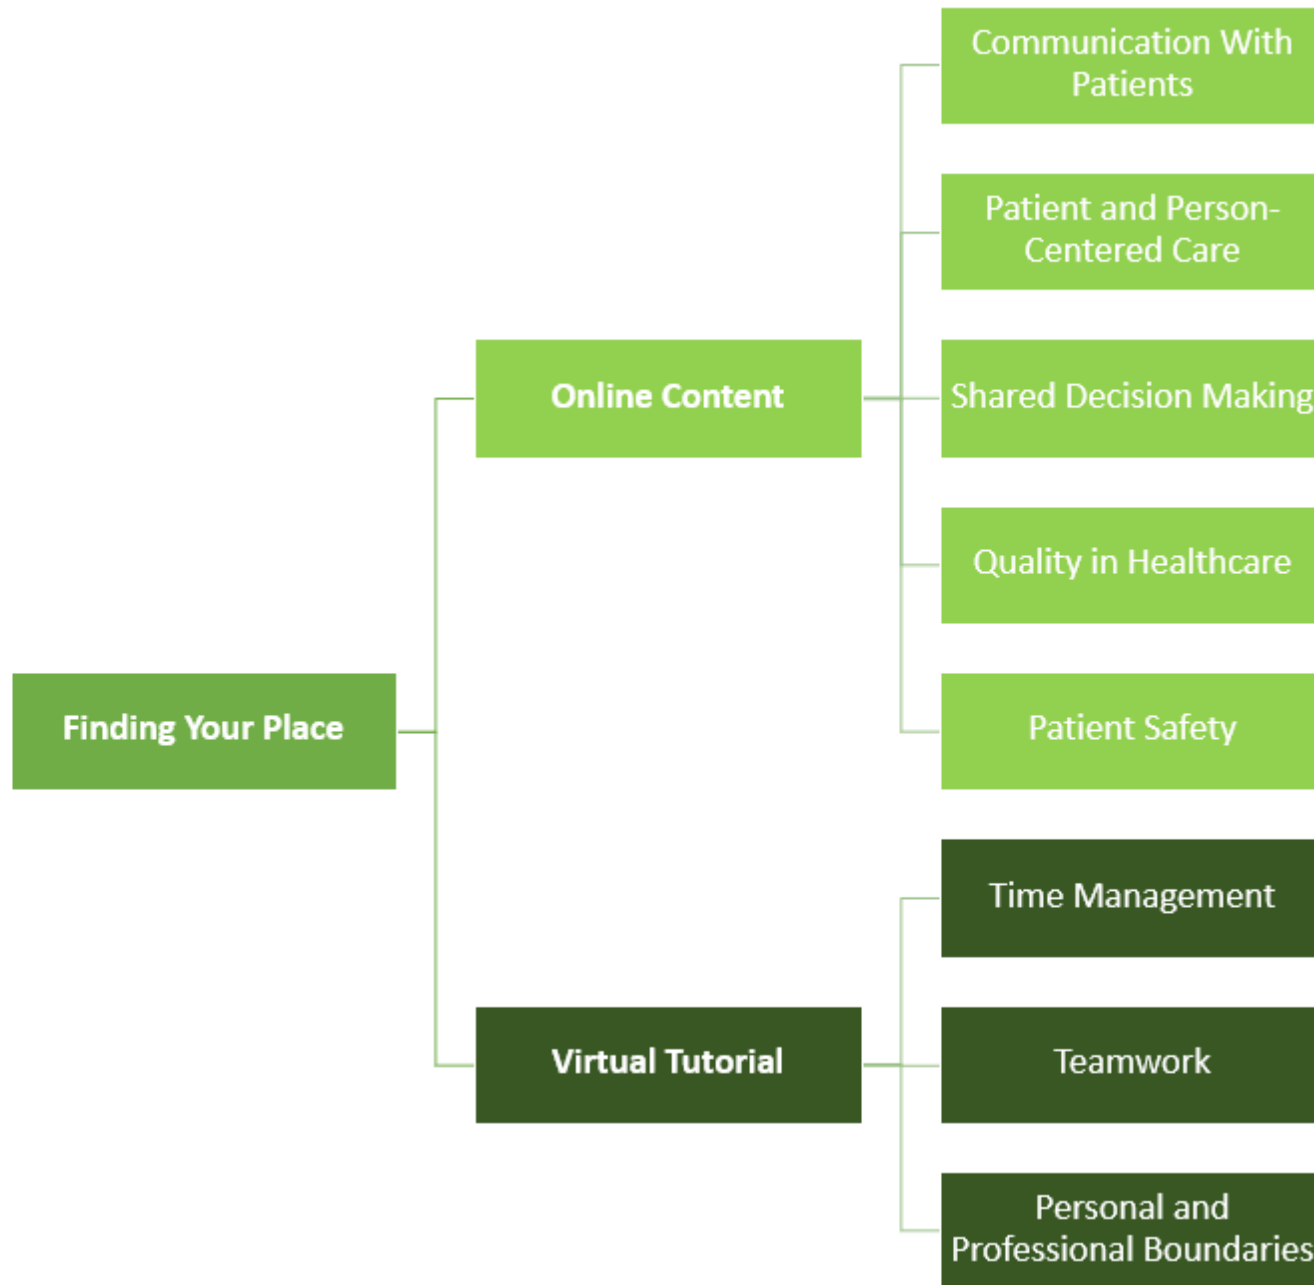 Communication With
Patients
Patient and Person-
Centered Care
Online Content
Shared Decision Making
Quality in Healthcare
Finding Your Place
Patient Safety
Time Management
Virtual Tutorial
Teamwork
Personal and
Professional Boundaries